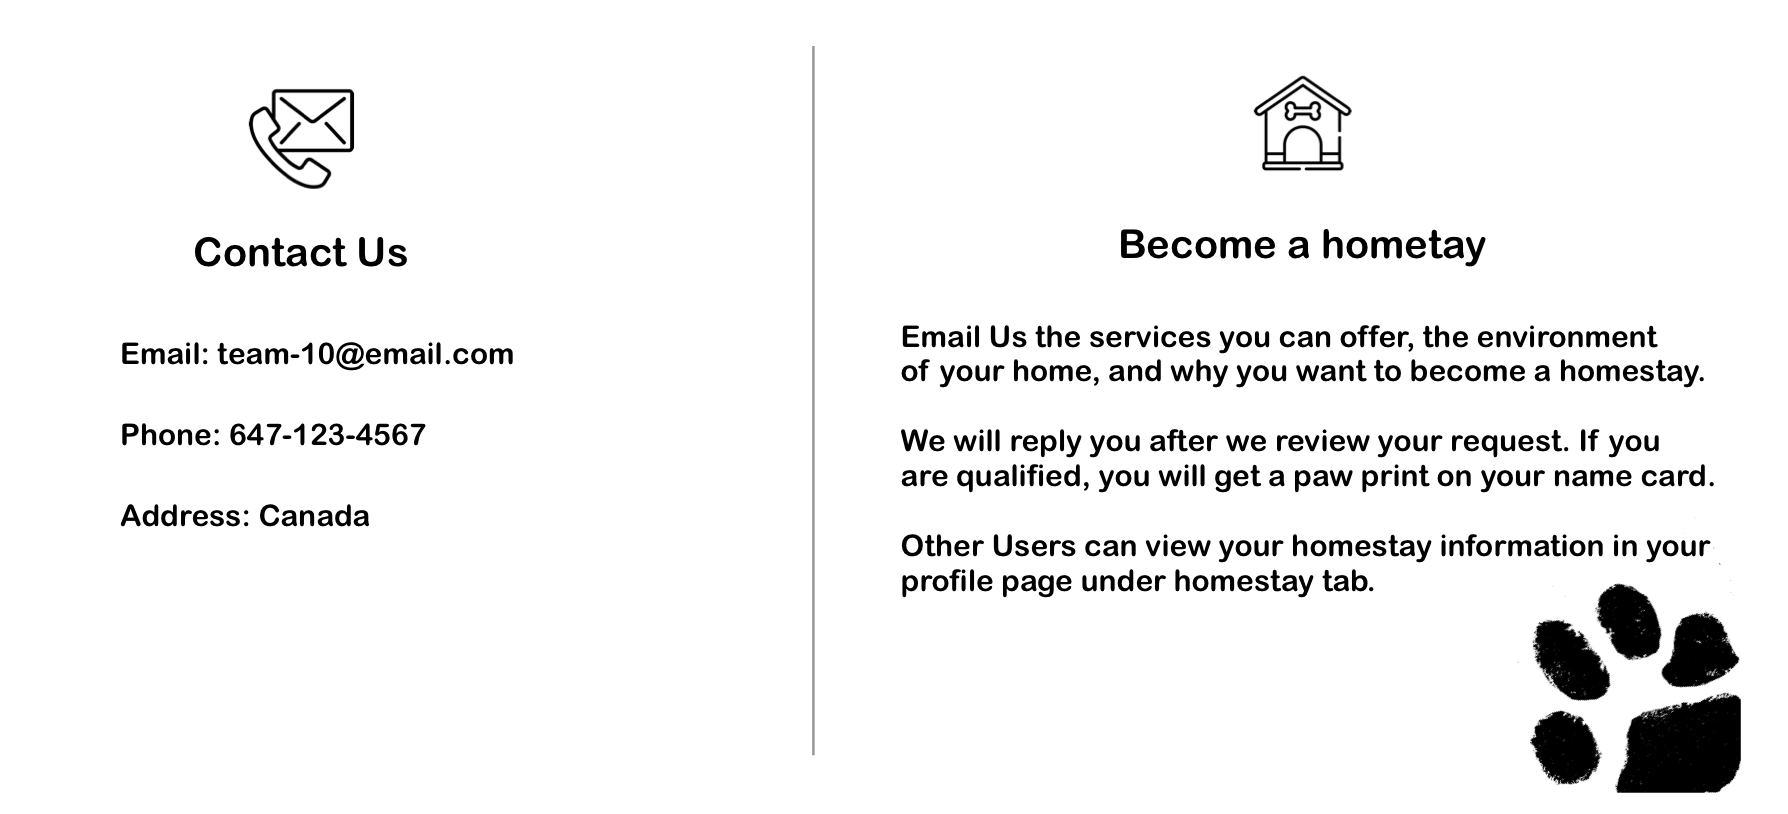 Contact Us
Email: team-10@email.com
Phone: 647-123-4567
Address: Canada
Become a hometay
Email Us the services you can offer, the environment
of your home, and why you want to become a homestay.
We will reply you after we review your request. If you
are qualified, you will get a paw print on your name card.
Other Users can view your homestay information in your
profile page under homestay tab.